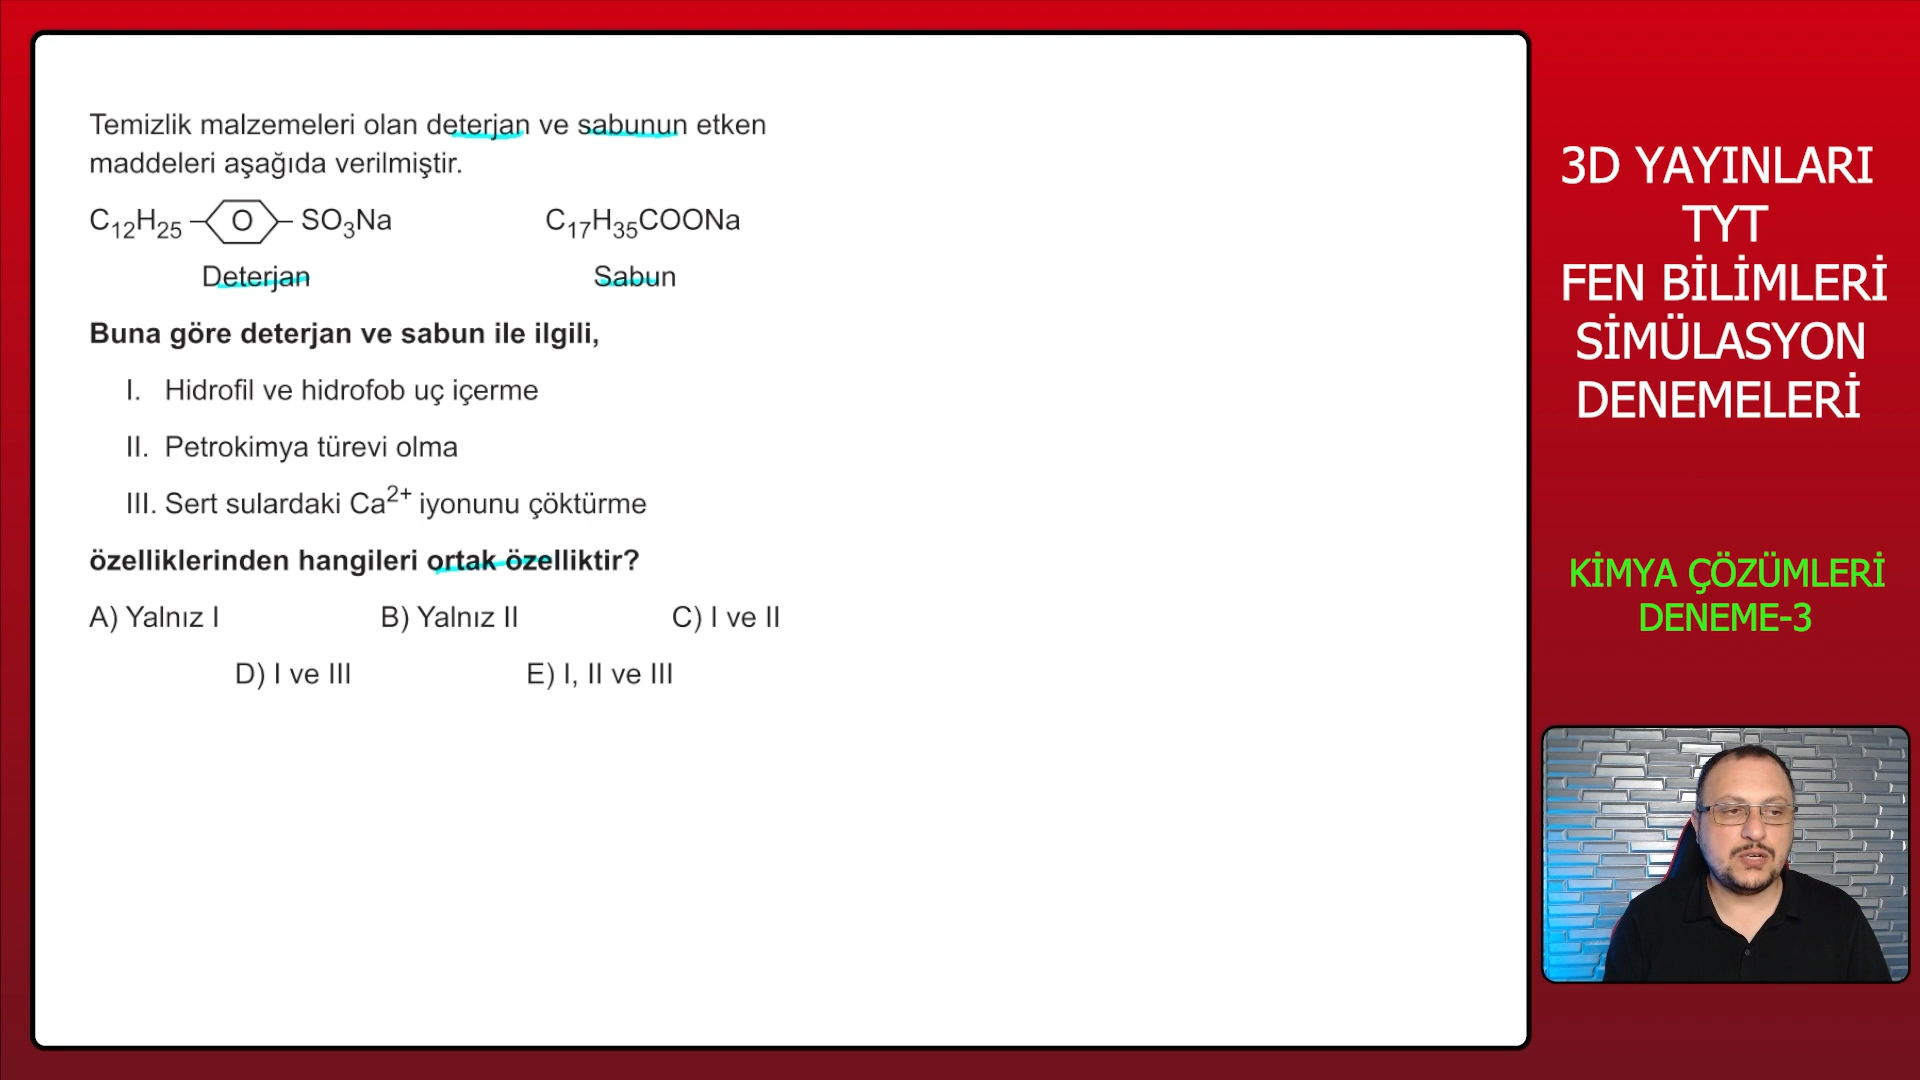 Temizlik malzemeleri olan deterjan ve sabunun etken
maddeleri aşağıda verilmiştir.
C₁₂H₂₅ – O – SO₃Na C₁₇H₃₅COONa
Deterjan Sabun
Buna göre deterjan ve sabun ile ilgili,
I. Hidrofil ve hidrofob uç içerme
II. Petrokimya türevi olma
III. Sert sulardaki Ca²⁺ iyonunu çöktürme
özelliklerinden hangileri ortak özelliktir?
A) Yalnız I B) Yalnız II C) I ve II
D) I ve III E) I, II ve III
3D YAYINLARI
TYT
FEN BİLİMLERİ
SİMÜLASYON
DENEMELERİ
KİMYA ÇÖZÜMLERİ
DENEME-3